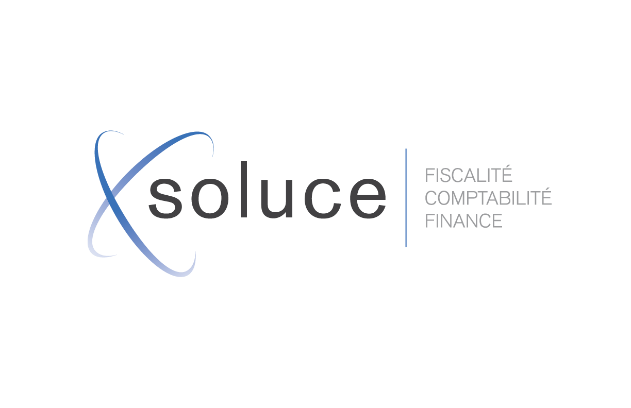 soluce
FISCALITÉ
COMPTABILITÉ
FINANCE